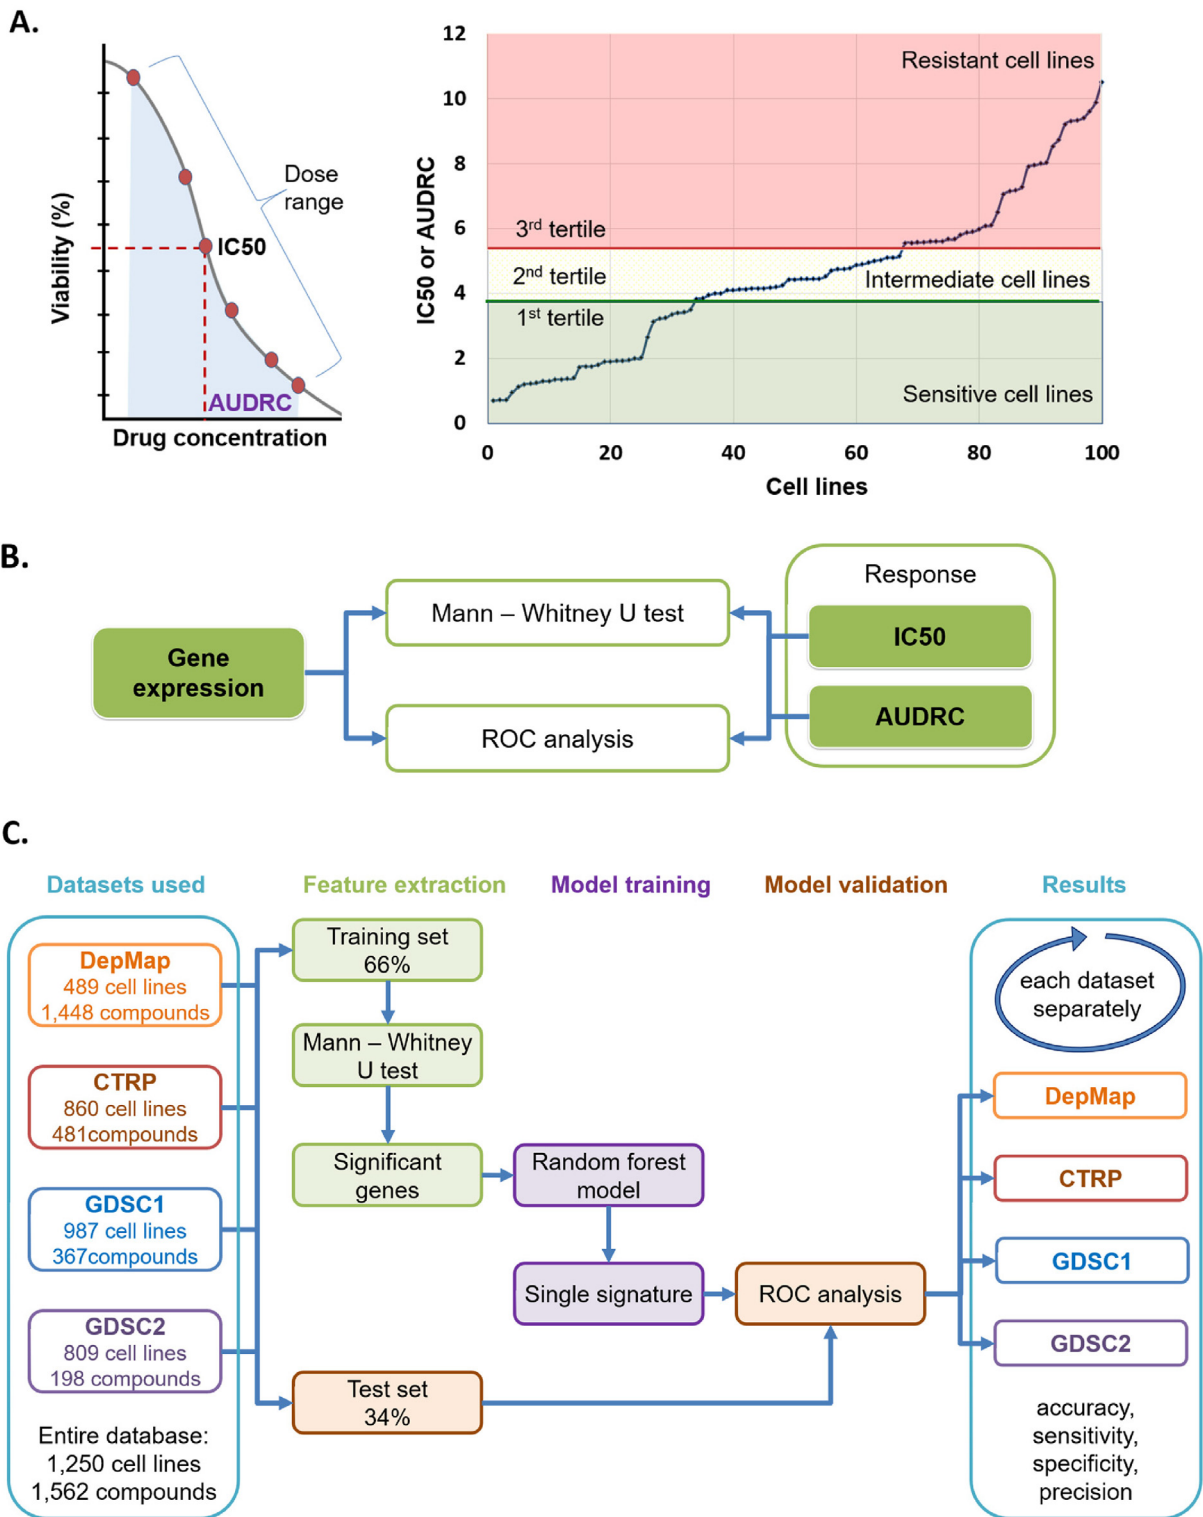 A.
Viability (%)
Dose
range
IC50
AUDRC
Drug concentration
IC50 or AUDRC
12
10
8
6
4
2
0
Resistant cell lines
3rd tertile
2nd tertile
Intermediate cell lines
1st tertile
Sensitive cell lines
0 20 40 60 80 100
Cell lines
B.
Gene
expression
Mann – Whitney U test
ROC analysis
Response
IC50
AUDRC
C.
Datasets used
DepMap
489 cell lines
1,448 compounds
CTRP
860 cell lines
481compounds
GDSC1
987 cell lines
367compounds
GDSC2
809 cell lines
198 compounds
Entire database:
1,250 cell lines
1,562 compounds
Feature extraction
Training set
66%
Mann – Whitney
U test
Significant
genes
Test set
34%
Model training
Random forest
model
Single signature
Model validation
ROC analysis
Results
each dataset
separately
DepMap
CTRP
GDSC1
GDSC2
accuracy,
sensitivity,
specificity,
precision